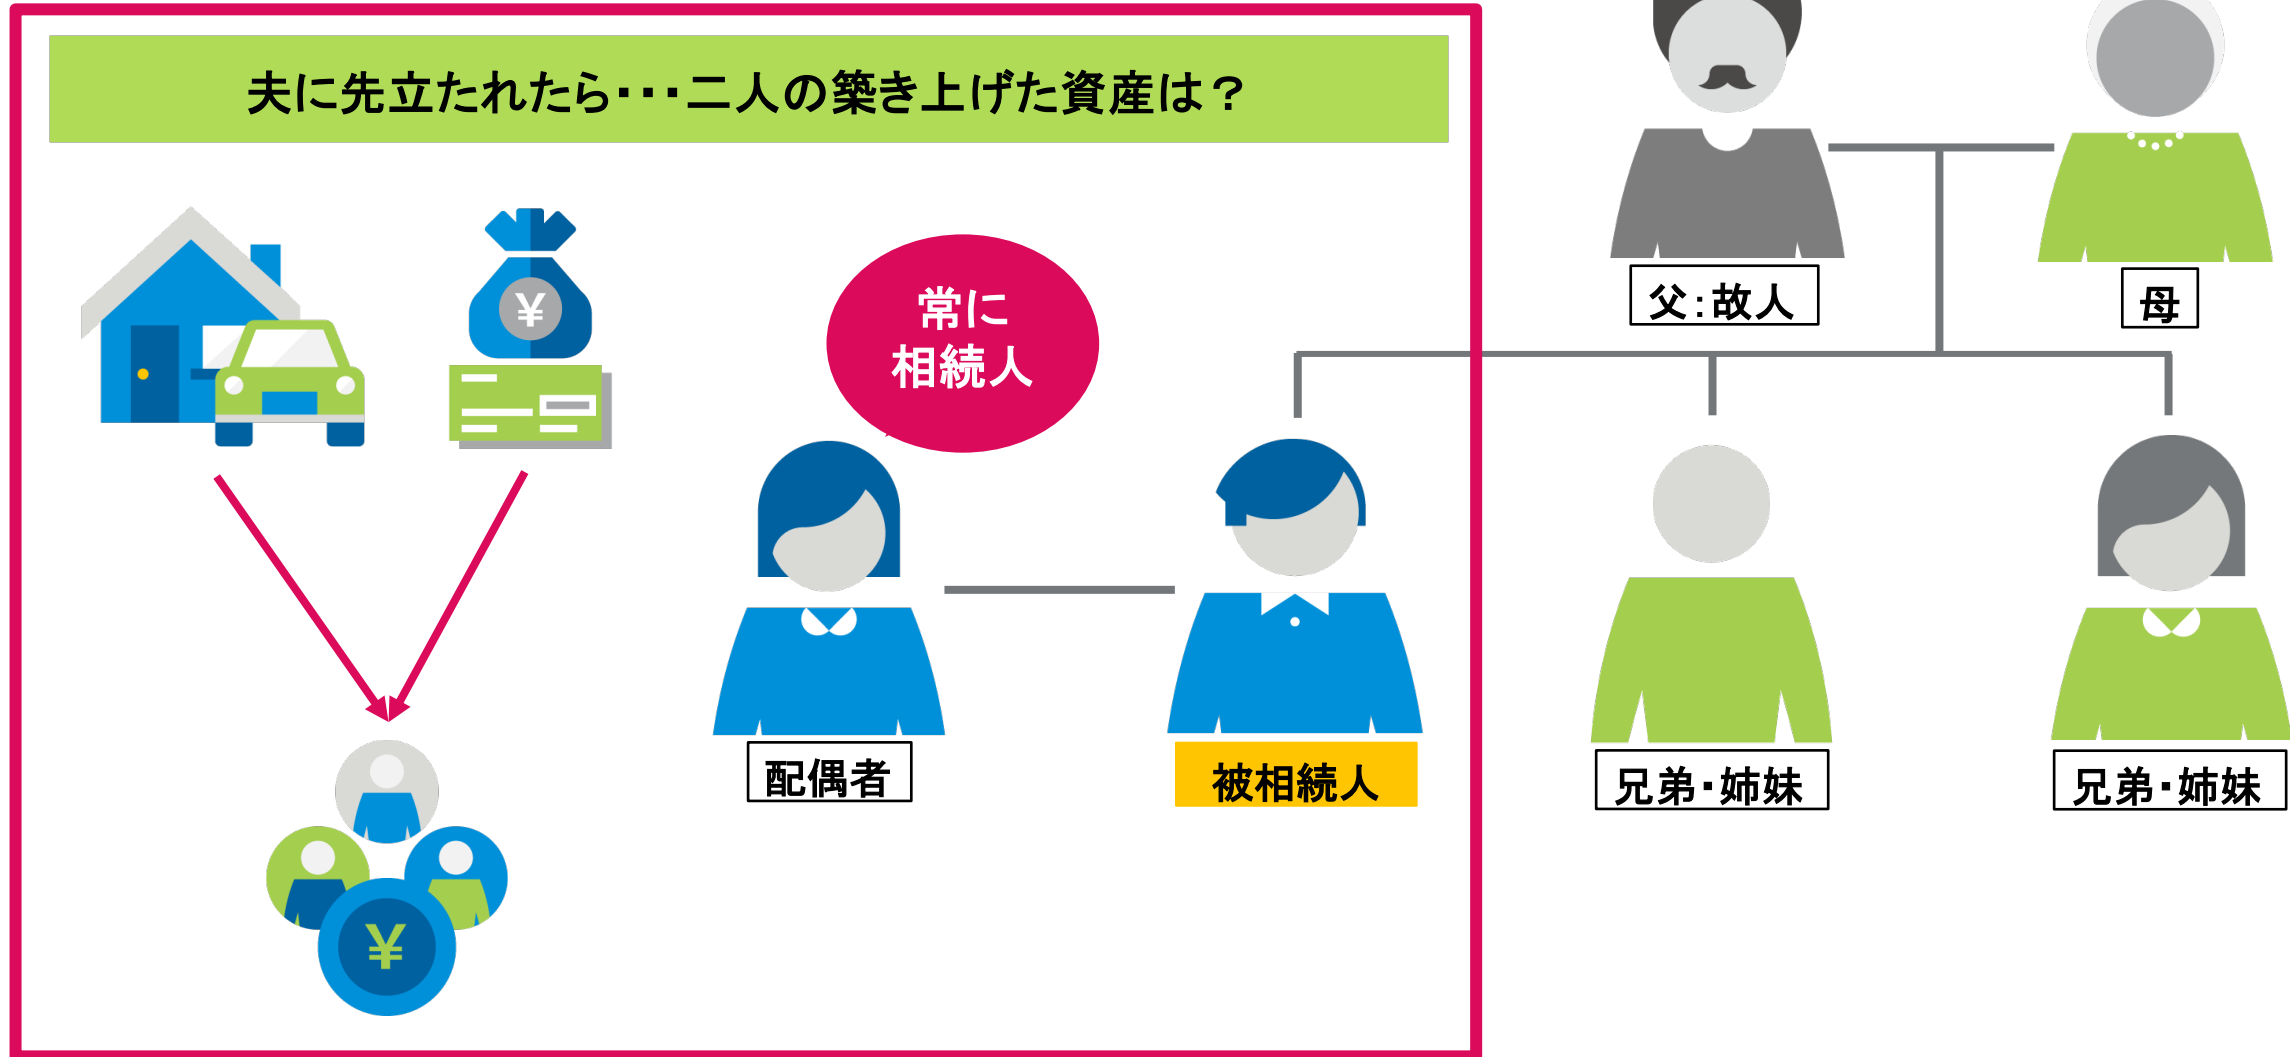 夫に先立たれたら・・・二人の築き上げた資産は？
¥
常に
相続人
父：故人
母
配偶者
被相続人
兄弟・姉妹
兄弟・姉妹
¥